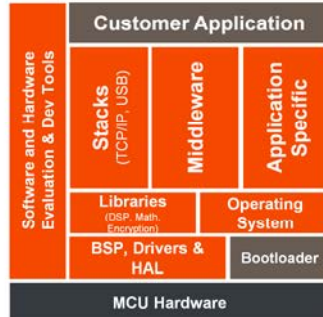 Customer Application
Software and Hardware
Evaluation & Dev Tools
Stacks
(TCP/IP, USB)
Middleware
Application
Specific
Libraries
(DSP, Math.
Encryption)
Operating
System
BSP, Drivers &
HAL
Bootloader
MCU Hardware